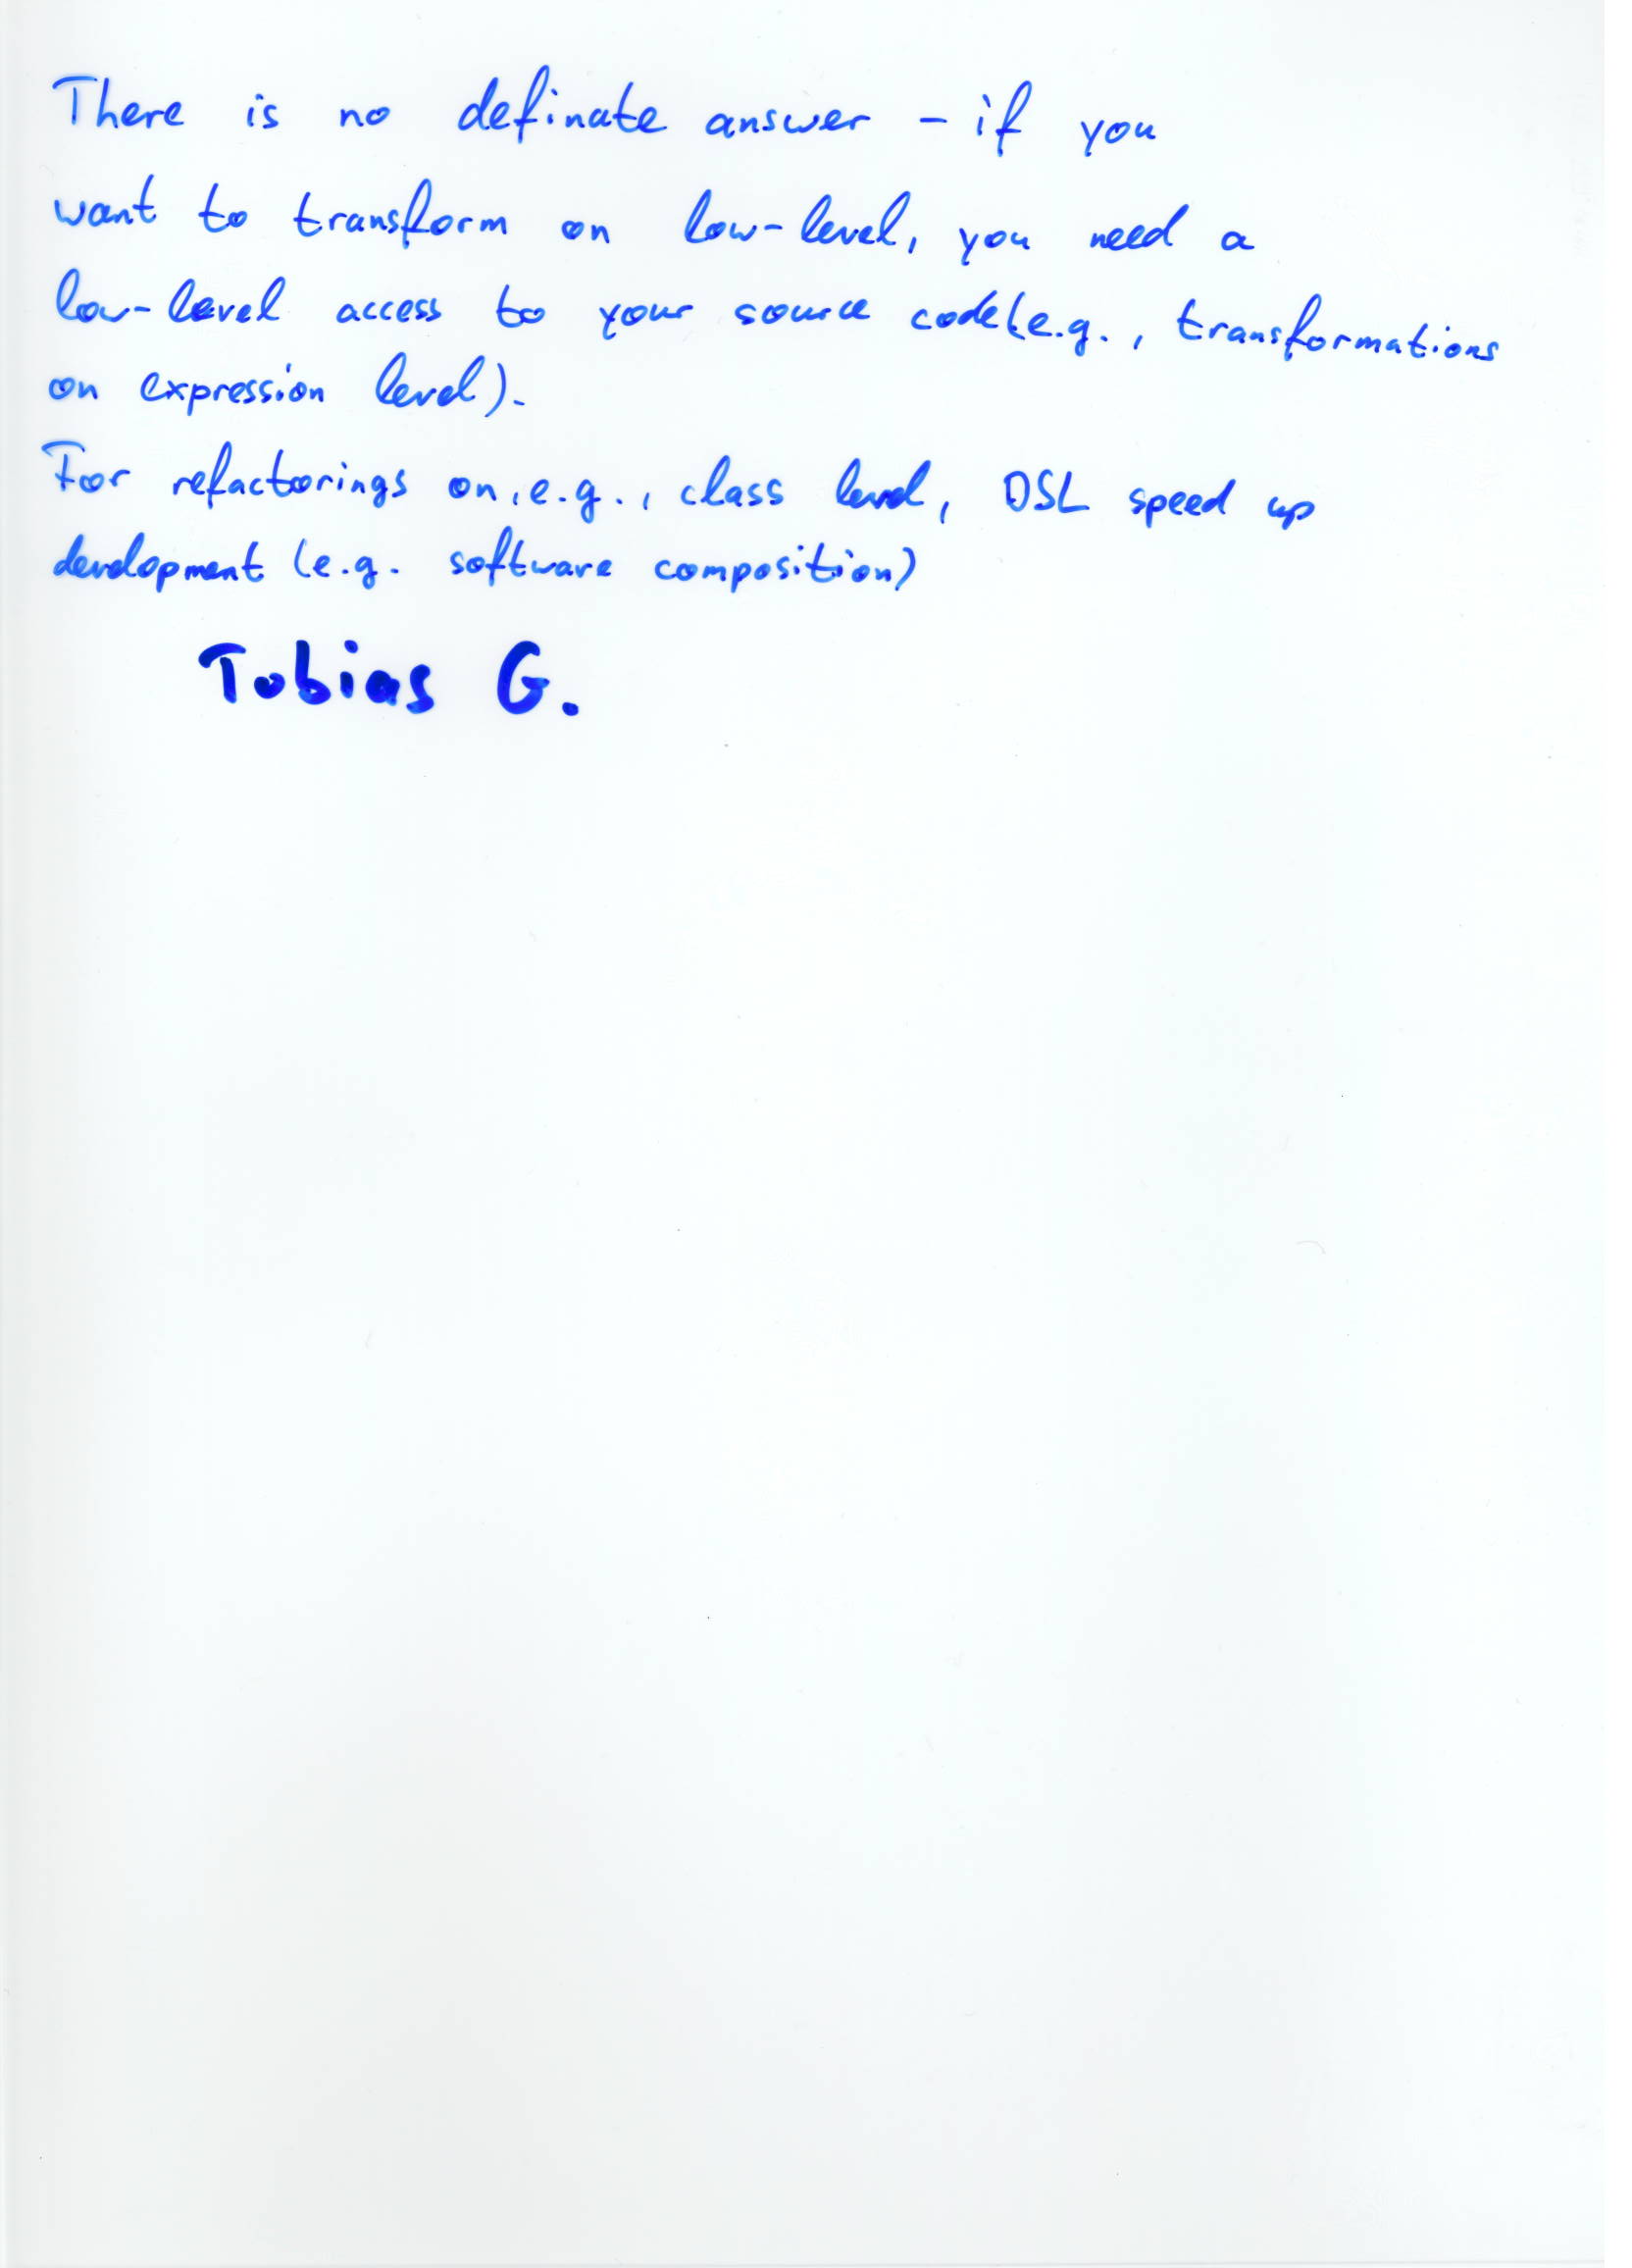 There is no definate answer - if you
want to transform on low-level, you need a
low-level access to your source code (e.g., transformations
on expression level).
For refactorings on, e.g., class level, DSL speed up
development (e.g. software composition)
Tobias G.